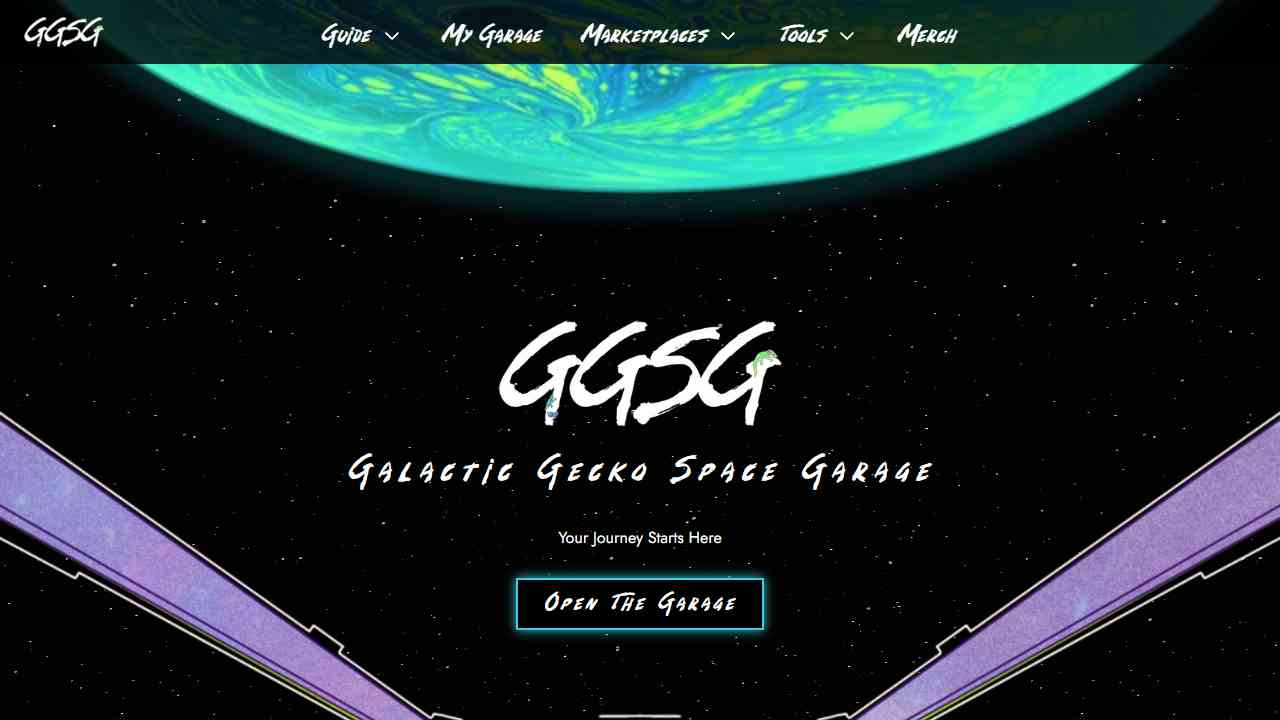 GGSG
Guide My Garage Marketplaces Tools Merch
GGSG
Galactic Gecko Space Garage
Your Journey Starts Here
Open The Garage